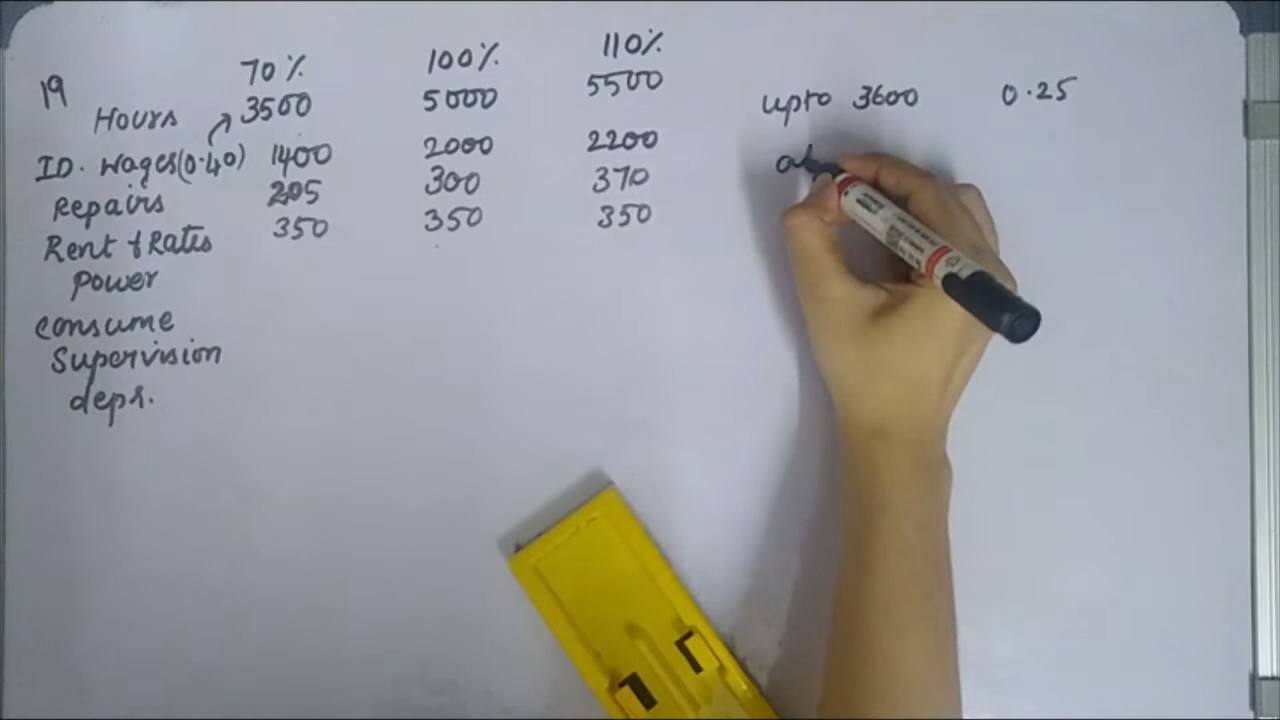 19 70% 100% 110%
Hours 3500 5000 5500
ID. wages(0.40) 1400 2000 2200
Repairs 205 300 370
Rent & Rates 350 350 350
Power
consume
Supervision
depr.
upto 3600 0.25
ab